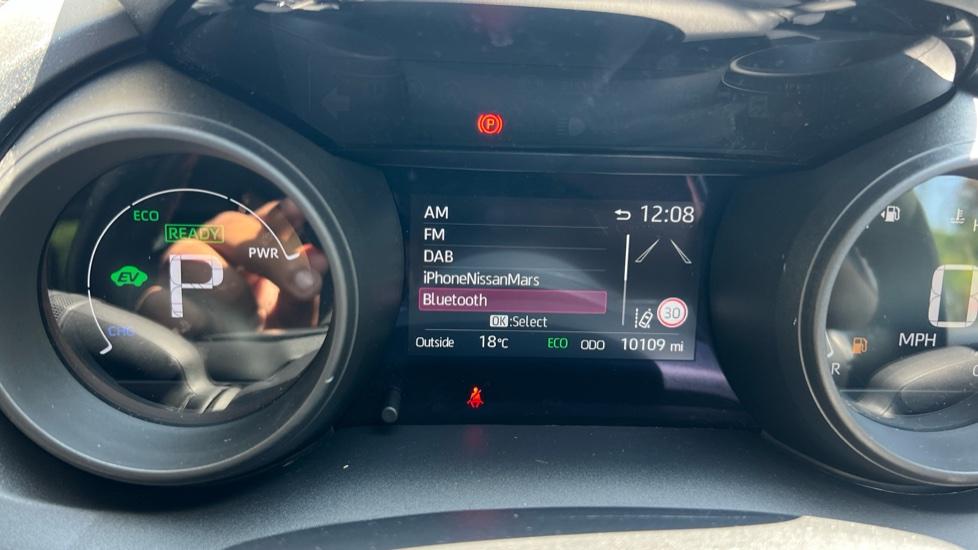 P
ECO
READY
PWR
EV
P
CHG
AM
12:08
FM
DAB
iPhoneNissanMars
Bluetooth
30
OK :Select
Outside 18°C ECO ODO 10109 mi
0
MPH
R